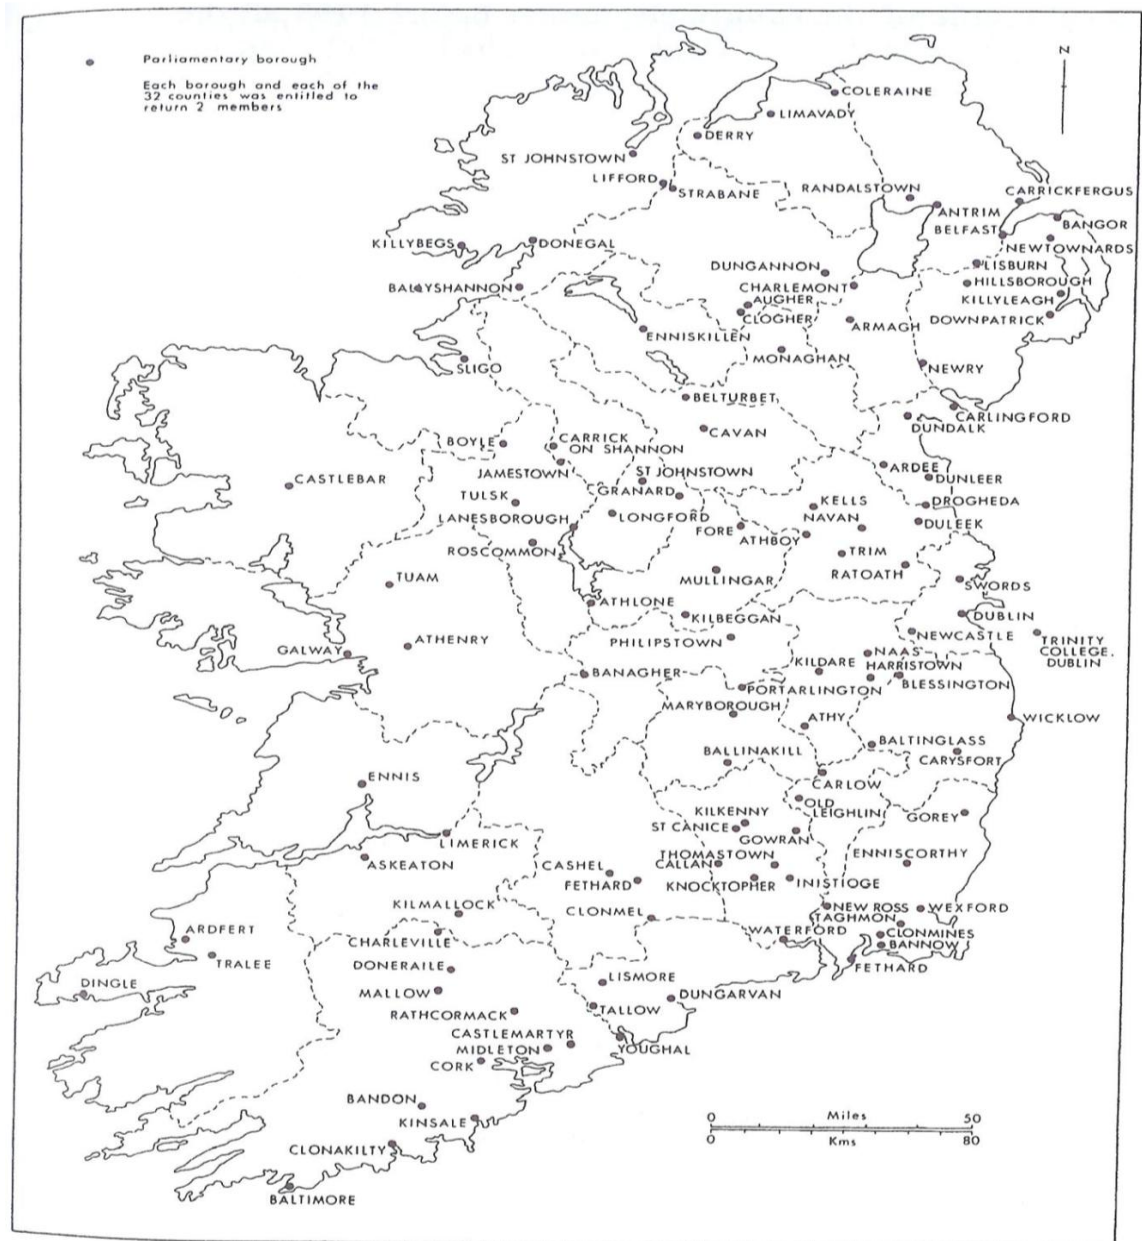 Parliamentary borough
Each borough and each of the
32 counties was entitled to
return 2 members
N
COLERAINE
LIMAVADY
DERRY
ST JOHNSTOWN
LIFFORD
STRABANE
RANDALSTOWN
CARRICKFERGUS
ANTRIM
BELFAST
BANGOR
NEWTOWNARDS
KILLYBEGS
DONEGAL
LISBURN
DUNGANNON
HILLSBOROUGH
BALLYSHANNON
CHARLEMONT
KILLYLEAGH
AUGHER
CLOGHER
DOWNPATRICK
ARMAGH
ENNISKILLEN
MONAGHAN
SLIGO
NEWRY
BELTURBET
CARLINGFORD
DUNDALK
CAVAN
BOYLE
CARRICK
ON SHANNON
JAMESTOWN
ST JOHNSTOWN
ARDEE
DUNLEER
CASTLEBAR
GRANARD
TULSK
KELLS
DROGHEDA
LANESBOROUGH
LONGFORD
NAVAN
DULEEK
FORE
ATHBOY
ROSCOMMON
TRIM
MULLINGAR
RATOATH
TUAM
SWORDS
ATHLONE
KILBEGGAN
DUBLIN
PHILIPSTOWN
NEWCASTLE
TRINITY
COLLEGE.
DUBLIN
ATHENRY
GALWAY
NAAS
KILDARE
HARRISTOWN
BANAGHER
BLESSINGTON
PORTARLINGTON
MARYBOROUGH
ATHY
WICKLOW
BALTINGLASS
BALLINAKILL
CARYSFORT
ENNIS
CARLOW
OLD
LEIGHLIN
KILKENNY
GOREY
ST CANICE
GOWRAN
LIMERICK
THOMASTOWN
ENNISCORTHY
ASKEATON
CASHEL
CALLAN
FETHARD
KNOCKTOPHER
INISTIOGE
KILMALLOCK
CLONMEL
NEW ROSS
WEXFORD
TAGHMON
ARDFERT
WATERFORD
CLONMINES
CHARLEVILLE
BANNOW
TRALEE
DONERAILE
FETHARD
DINGLE
LISMORE
MALLOW
DUNGARVAN
RATHCORMACK
TALLOW
CASTLEMARTYR
MIDLETON
YOUGHAL
CORK
BANDON
KINSALE
0 Miles 50
0 Kms 80
CLONAKILTY
BALTIMORE